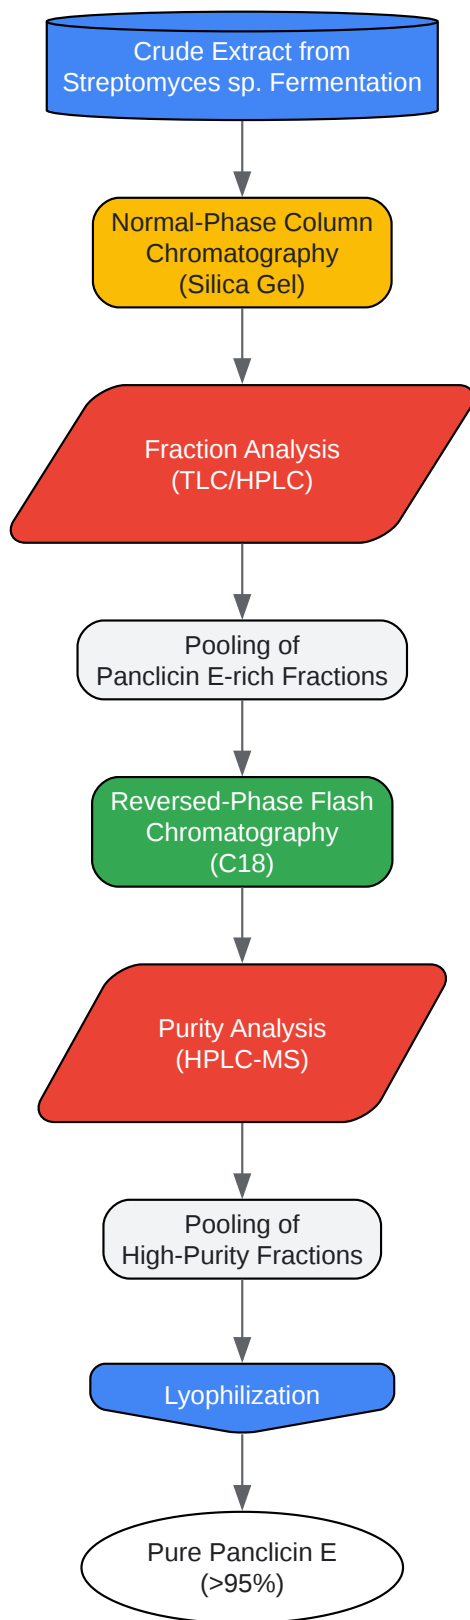 Crude Extract from
Streptomyces sp. Fermentation
Normal-Phase Column
Chromatography
(Silica Gel)
Fraction Analysis
(TLC/HPLC)
Pooling of
Panclicin E-rich Fractions
Reversed-Phase Flash
Chromatography
(C18)
Purity Analysis
(HPLC-MS)
Pooling of
High-Purity Fractions
Lyophilization
Pure Panclicin E
(>95%)